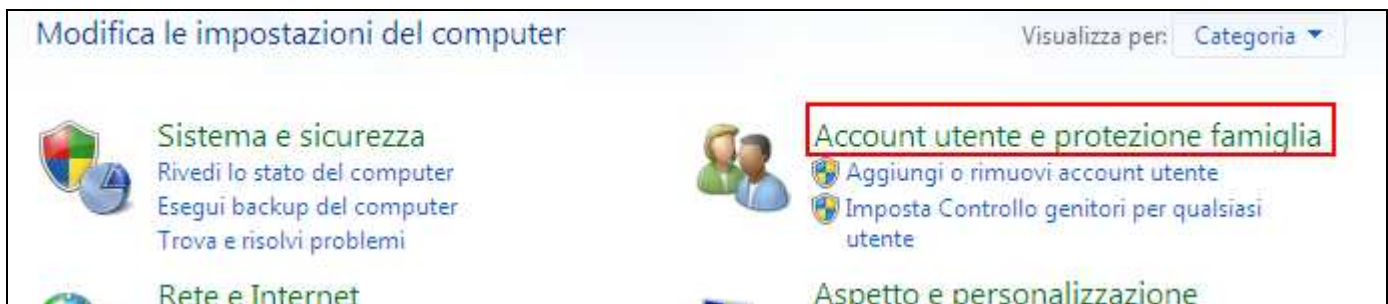 Modifica le impostazioni del computer
Visualizza per: Categoria
Sistema e sicurezza
Rivedi lo stato del computer
Esegui backup del computer
Trova e risolvi problemi
Account utente e protezione famiglia
Aggiungi o rimuovi account utente
Imposta Controllo genitori per qualsiasi
utente
Rete e Internet
Aspetto e personalizzazione